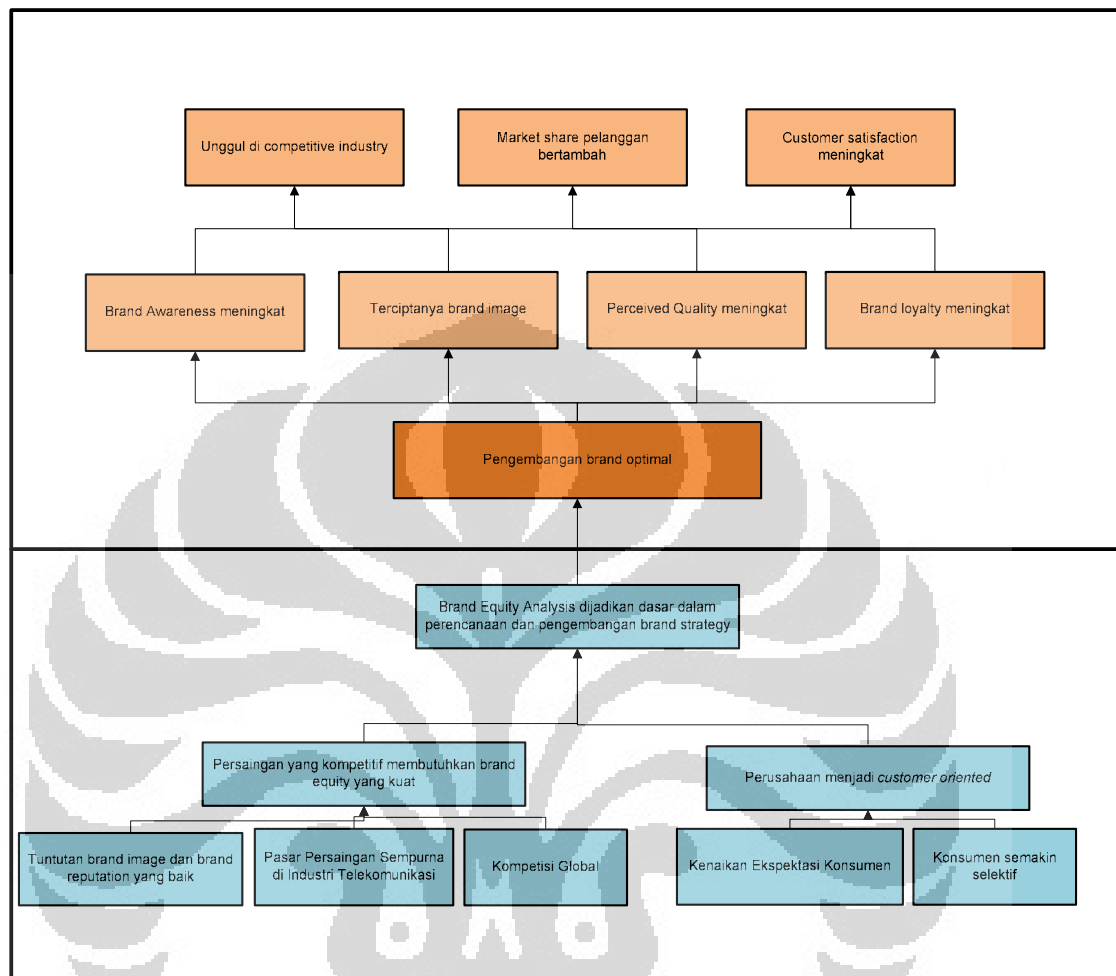 Unggul di competitive industry
Market share pelanggan
bertambah
Customer satisfaction
meningkat
Brand Awareness meningkat
Terciptanya brand image
Perceived Quality meningkat
Brand loyalty meningkat
Pengembangan brand optimal
Brand Equity Analysis dijadikan dasar dalam
perencanaan dan pengembangan brand strategy
Persaingan yang kompetitif membutuhkan brand
equity yang kuat
Perusahaan menjadi customer oriented
Tuntutan brand image dan brand
reputation yang baik
Pasar Persaingan Sempurna
di Industri Telekomunikasi
Kompetisi Global
Kenaikan Ekspektasi Konsumen
Konsumen semakin
selektif